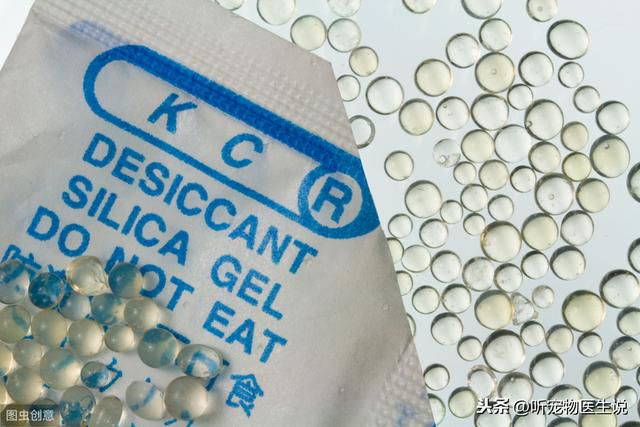 K C
R
DESICCANT
SILICA GEL
DO NOT EAT
食
图虫创意
头条@听宠物医生说